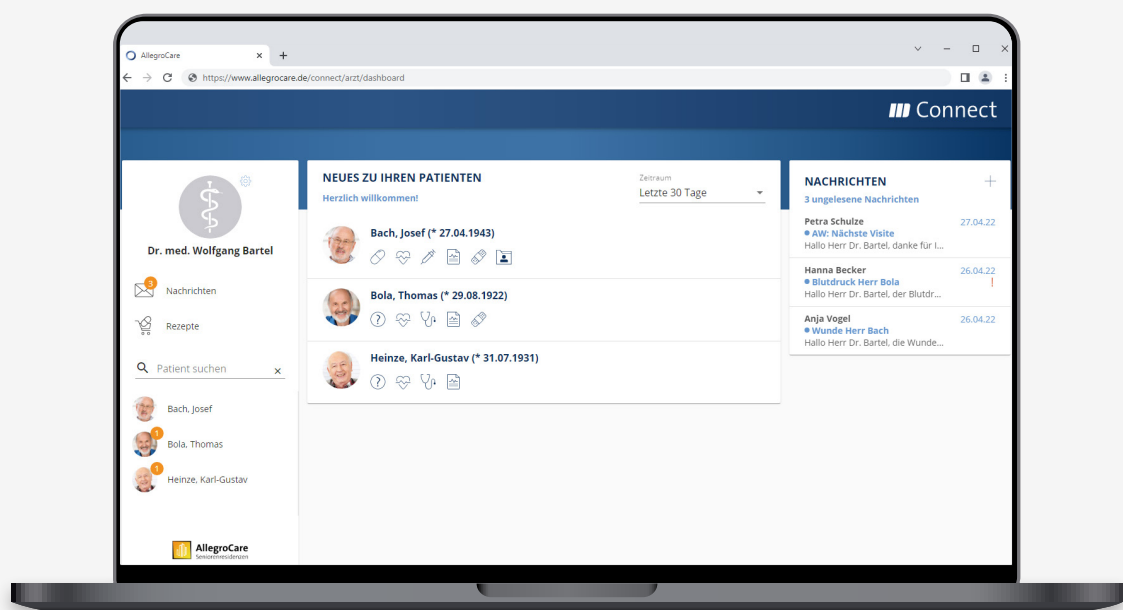 AllegroCare
https://www.allegrocare.de/connect/arzt/dashboard
Connect
Dr. med. Wolfgang Bartel
3
Nachrichten
Rezepte
Patient suchen
Bach, Josef
1
Bola, Thomas
1
Heinze, Karl-Gustav
AllegroCare
Seniorenresidenzen
NEUES ZU IHREN PATIENTEN
Herzlich willkommen!
Zeitraum
Letzte 30 Tage
Bach, Josef (* 27.04.1943)
Bola, Thomas (* 29.08.1922)
Heinze, Karl-Gustav (* 31.07.1931)
NACHRICHTEN
3 ungelesene Nachrichten
Petra Schulze 27.04.22
AW: Nächste Visite
Hallo Herr Dr. Bartel, danke für I...
Hanna Becker 26.04.22
Blutdruck Herr Bola !
Hallo Herr Dr. Bartel, der Blutdr...
Anja Vogel 26.04.22
Wunde Herr Bach
Hallo Herr Dr. Bartel, die Wunde...